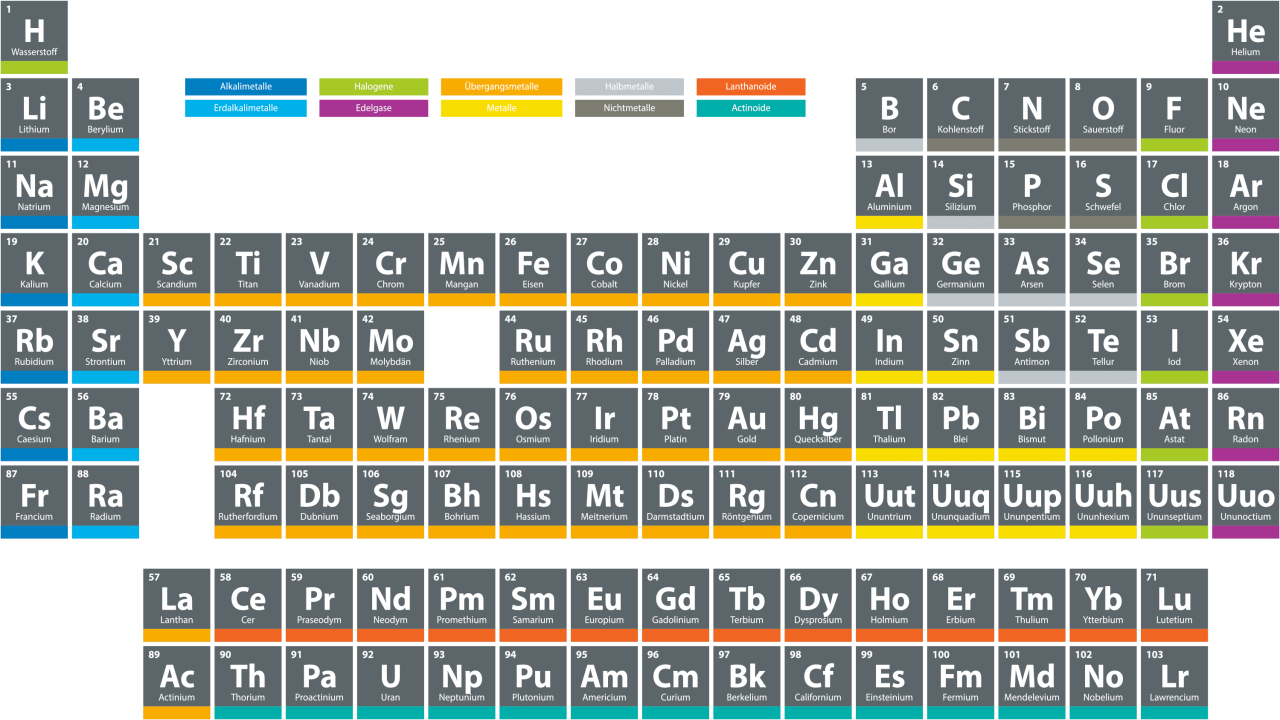 1
H
Wasserstoff
2
He
Helium
Alkalimetalle Halogene Übergangsmetalle Halbmetalle Lanthanoide
Erdalkalimetalle Edelgase Metalle Nichtmetalle Actinoide
3 4 5 6 7 8 9 10
Li Be B C N O F Ne
Lithium Berylium Bor Kohlenstoff Stickstoff Sauerstoff Fluor Neon
11 12 13 14 15 16 17 18
Na Mg Al Si P S Cl Ar
Natrium Magnesium Aluminium Silizium Phosphor Schwefel Chlor Argon
19 20 21 22 23 24 25 26 27 28 29 30 31 32 33 34 35 36
K Ca Sc Ti V Cr Mn Fe Co Ni Cu Zn Ga Ge As Se Br Kr
Kalium Calcium Scandium Titan Vanadium Chrom Mangan Eisen Cobalt Nickel Kupfer Zink Gallium Germanium Arsen Selen Brom Krypton
37 38 39 40 41 42 44 45 46 47 48 49 50 51 52 53 54
Rb Sr Y Zr Nb Mo Ru Rh Pd Ag Cd In Sn Sb Te I Xe
Rubidium Strontium Yttrium Zirconium Niob Molybdän Ruthenium Rhodium Palladium Silber Cadmium Indium Zinn Antimon Tellur Iod Xenon
55 56 72 73 74 75 76 77 78 79 80 81 82 83 84 85 86
Cs Ba Hf Ta W Re Os Ir Pt Au Hg Tl Pb Bi Po At Rn
Caesium Barium Hafnium Tantal Wolfram Rhenium Osmium Iridium Platin Gold Quecksilber Thalium Blei Bismut Pollonium Astat Radon
87 88 104 105 106 107 108 109 110 111 112 113 114 115 116 117 118
Fr Ra Rf Db Sg Bh Hs Mt Ds Rg Cn Uut Uuq Uup Uuh Uus Uuo
Francium Radium Rutherfordium Dubnium Seaborgium Bohrium Hassium Meitnerium Darmstadtium Röntgenium Copernicium Ununtrium Ununquadium Ununpentium Ununhexium Ununseptium Ununoctium
57 58 59 60 61 62 63 64 65 66 67 68 69 70 71
La Ce Pr Nd Pm Sm Eu Gd Tb Dy Ho Er Tm Yb Lu
Lanthan Cer Praseodym Neodym Promethium Samarium Europium Gadolinium Terbium Dysprosium Holmium Erbium Thulium Ytterbium Lutetium
89 90 91 92 93 94 95 96 97 98 99 100 101 102 103
Ac Th Pa U Np Pu Am Cm Bk Cf Es Fm Md No Lr
Actinium Thorium Proactinium Uran Neptunium Plutonium Americium Curium Berkelium Californium Einsteinium Fermium Mendelevium Nobelium Lawrencium